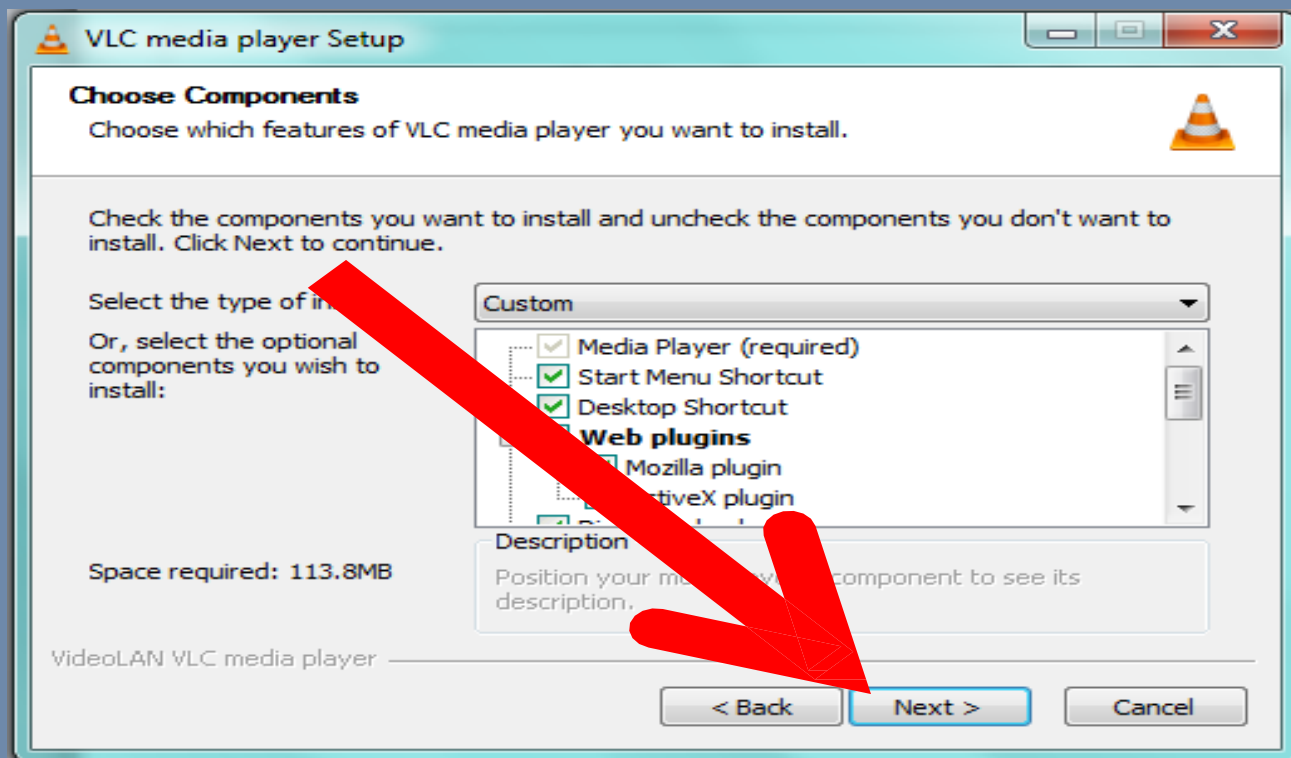 VLC media player Setup
Choose Components
Choose which features of VLC media player you want to install.
Check the components you want to install and uncheck the components you don't want to
install. Click Next to continue.
Select the type of
Custom
Or, select the optional
components you wish to
install:
Media Player (required)
Start Menu Shortcut
Desktop Shortcut
Web plugins
Mozilla plugin
plugin
Space required: 113.8MB
Description
Position your component to see its
description.
VideoLAN VLC media player
< Back
Next >
Cancel